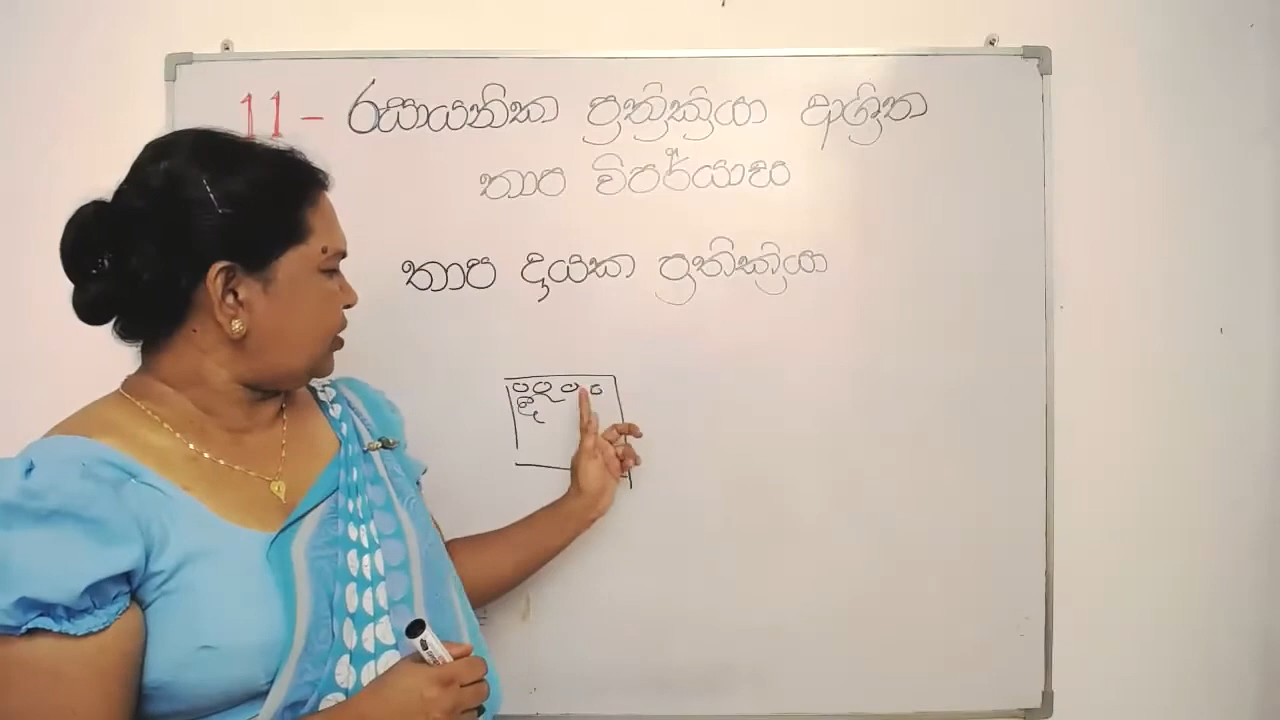 11 - රසායනික ප්‍රතික්‍රියා ආශ්‍රිත
තාප විපර්යාස
තාප දායක ප්‍රතික්‍රියා